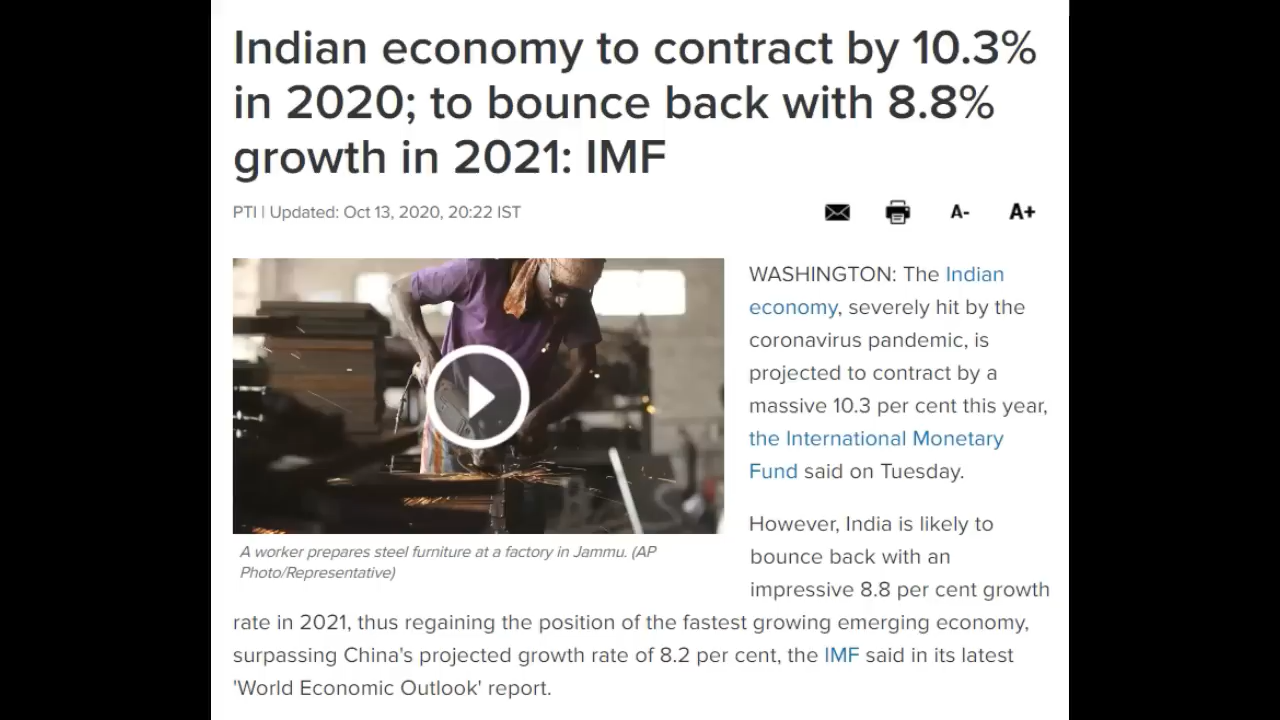 Indian economy to contract by 10.3%
in 2020; to bounce back with 8.8%
growth in 2021: IMF
PTI | Updated: Oct 13, 2020, 20:22 IST
A- A+
WASHINGTON: The Indian
economy, severely hit by the
coronavirus pandemic, is
projected to contract by a
massive 10.3 per cent this year,
the International Monetary
Fund said on Tuesday.
However, India is likely to
bounce back with an
impressive 8.8 per cent growth
A worker prepares steel furniture at a factory in Jammu. (AP
Photo/Representative)
rate in 2021, thus regaining the position of the fastest growing emerging economy,
surpassing China's projected growth rate of 8.2 per cent, the IMF said in its latest
'World Economic Outlook' report.